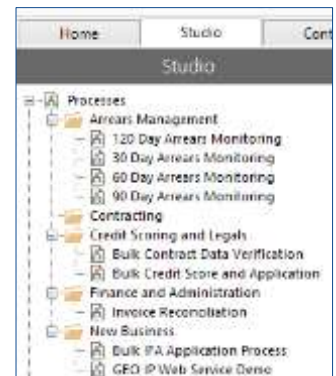 Home Studio Cont
Studio
Processes
Arrears Management
120 Day Arrears Monitoring
30 Day Arrears Monitoring
60 Day Arrears Monitoring
90 Day Arrears Monitoring
Contracting
Credit Scoring and Legals
Bulk Contract Data Verification
Bulk Credit Score and Application
Finance and Administration
Invoice Reconciliation
New Business
Bulk IFA Application Process
GEO IP Web Service Demo